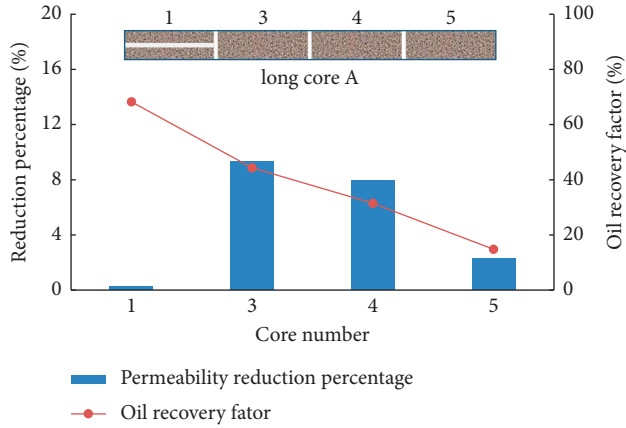 1 3 4 5
long core A
20
16
12
8
4
0
Reduction percentage (%)
100
80
60
40
20
0
Oil recovery factor (%)
1 3 4 5
Core number
Permeability reduction percentage
Oil recovery fator